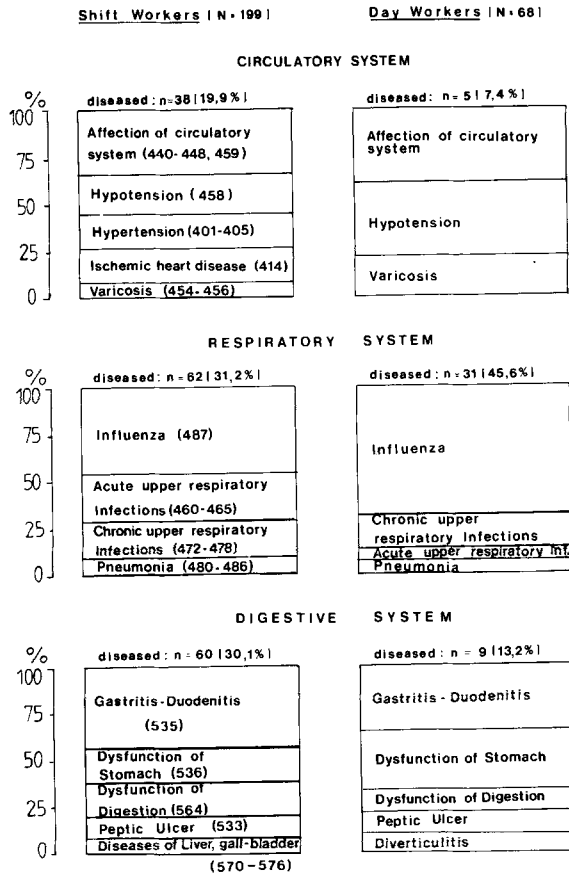 Shift Workers | N = 199 |
Day Workers | N = 68 |
CIRCULATORY SYSTEM
%
100
75
50
25
0
diseased: n=38 | 19,9% |
Affection of circulatory
system (440-448, 459)
Hypotension (458)
Hypertension (401-405)
Ischemic heart disease (414)
Varicosis (454-456)
diseased: n = 5 | 7,4% |
Affection of circulatory
system
Hypotension
Varicosis
RESPIRATORY SYSTEM
%
100
75
50
25
0
diseased: n = 62 | 31,2% |
Influenza (487)
Acute upper respiratory
Infections (460-465)
Chronic upper respiratory
Infections (472-478)
Pneumonia (480-486)
diseased: n = 31 | 45,6% |
Influenza
Chronic upper
respiratory Infections
Acute upper respiratory Inf.
Pneumonia
DIGESTIVE SYSTEM
%
100
75
50
25
0
diseased: n = 60 | 30,1% |
Gastritis-Duodenitis
(535)
Dysfunction of
Stomach (536)
Dysfunction of
Digestion (564)
Peptic Ulcer (533)
Diseases of Liver, gall-bladder
(570-576)
diseased: n = 9 | 13,2% |
Gastritis - Duodenitis
Dysfunction of Stomach
Dysfunction of Digestion
Peptic Ulcer
Diverticulitis